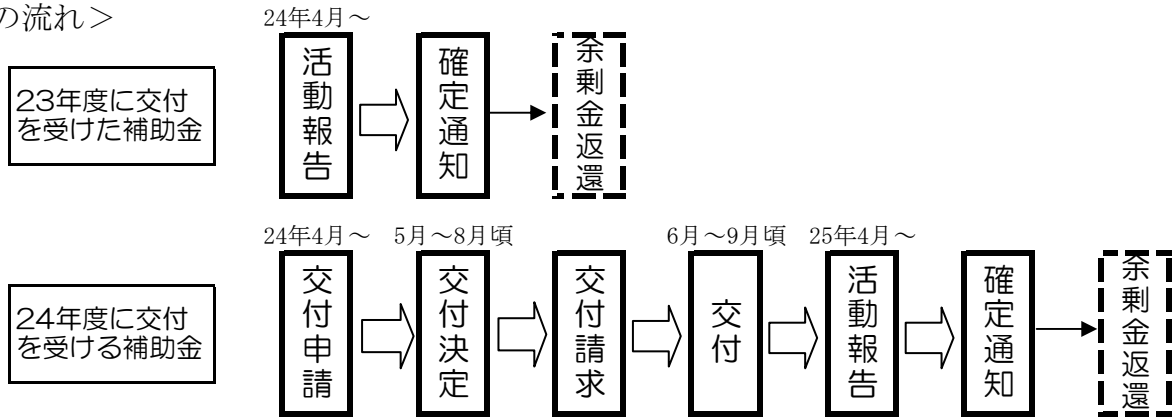 の流れ＞
24年4月～
23年度に交付
を受けた補助金
活動報告
確定通知
余剰金返還
24年4月～ 5月～8月頃 6月～9月頃 25年4月～
24年度に交付
を受ける補助金
交付申請
交付決定
交付請求
交付
活動報告
確定通知
余剰金返還